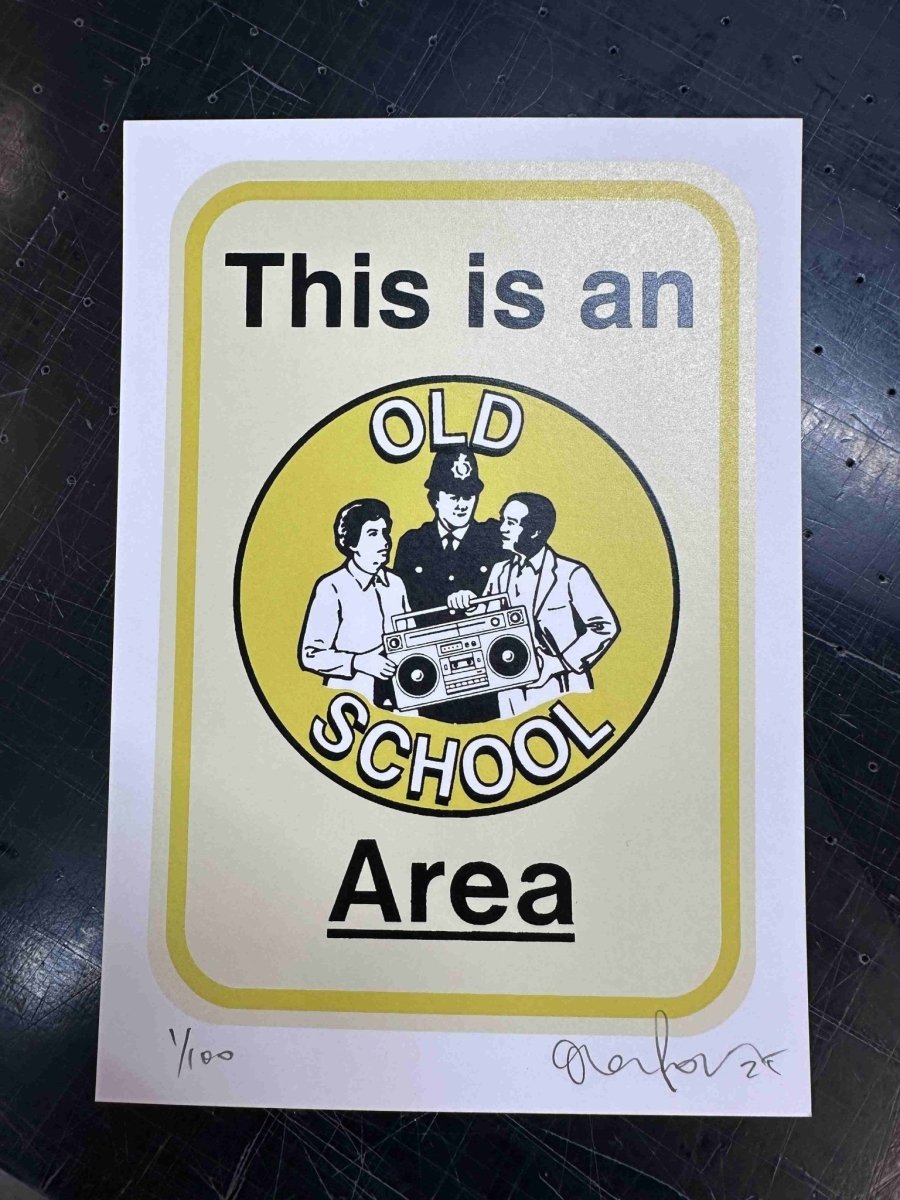 This is an
OLD
SCHOOL
Area
1/100